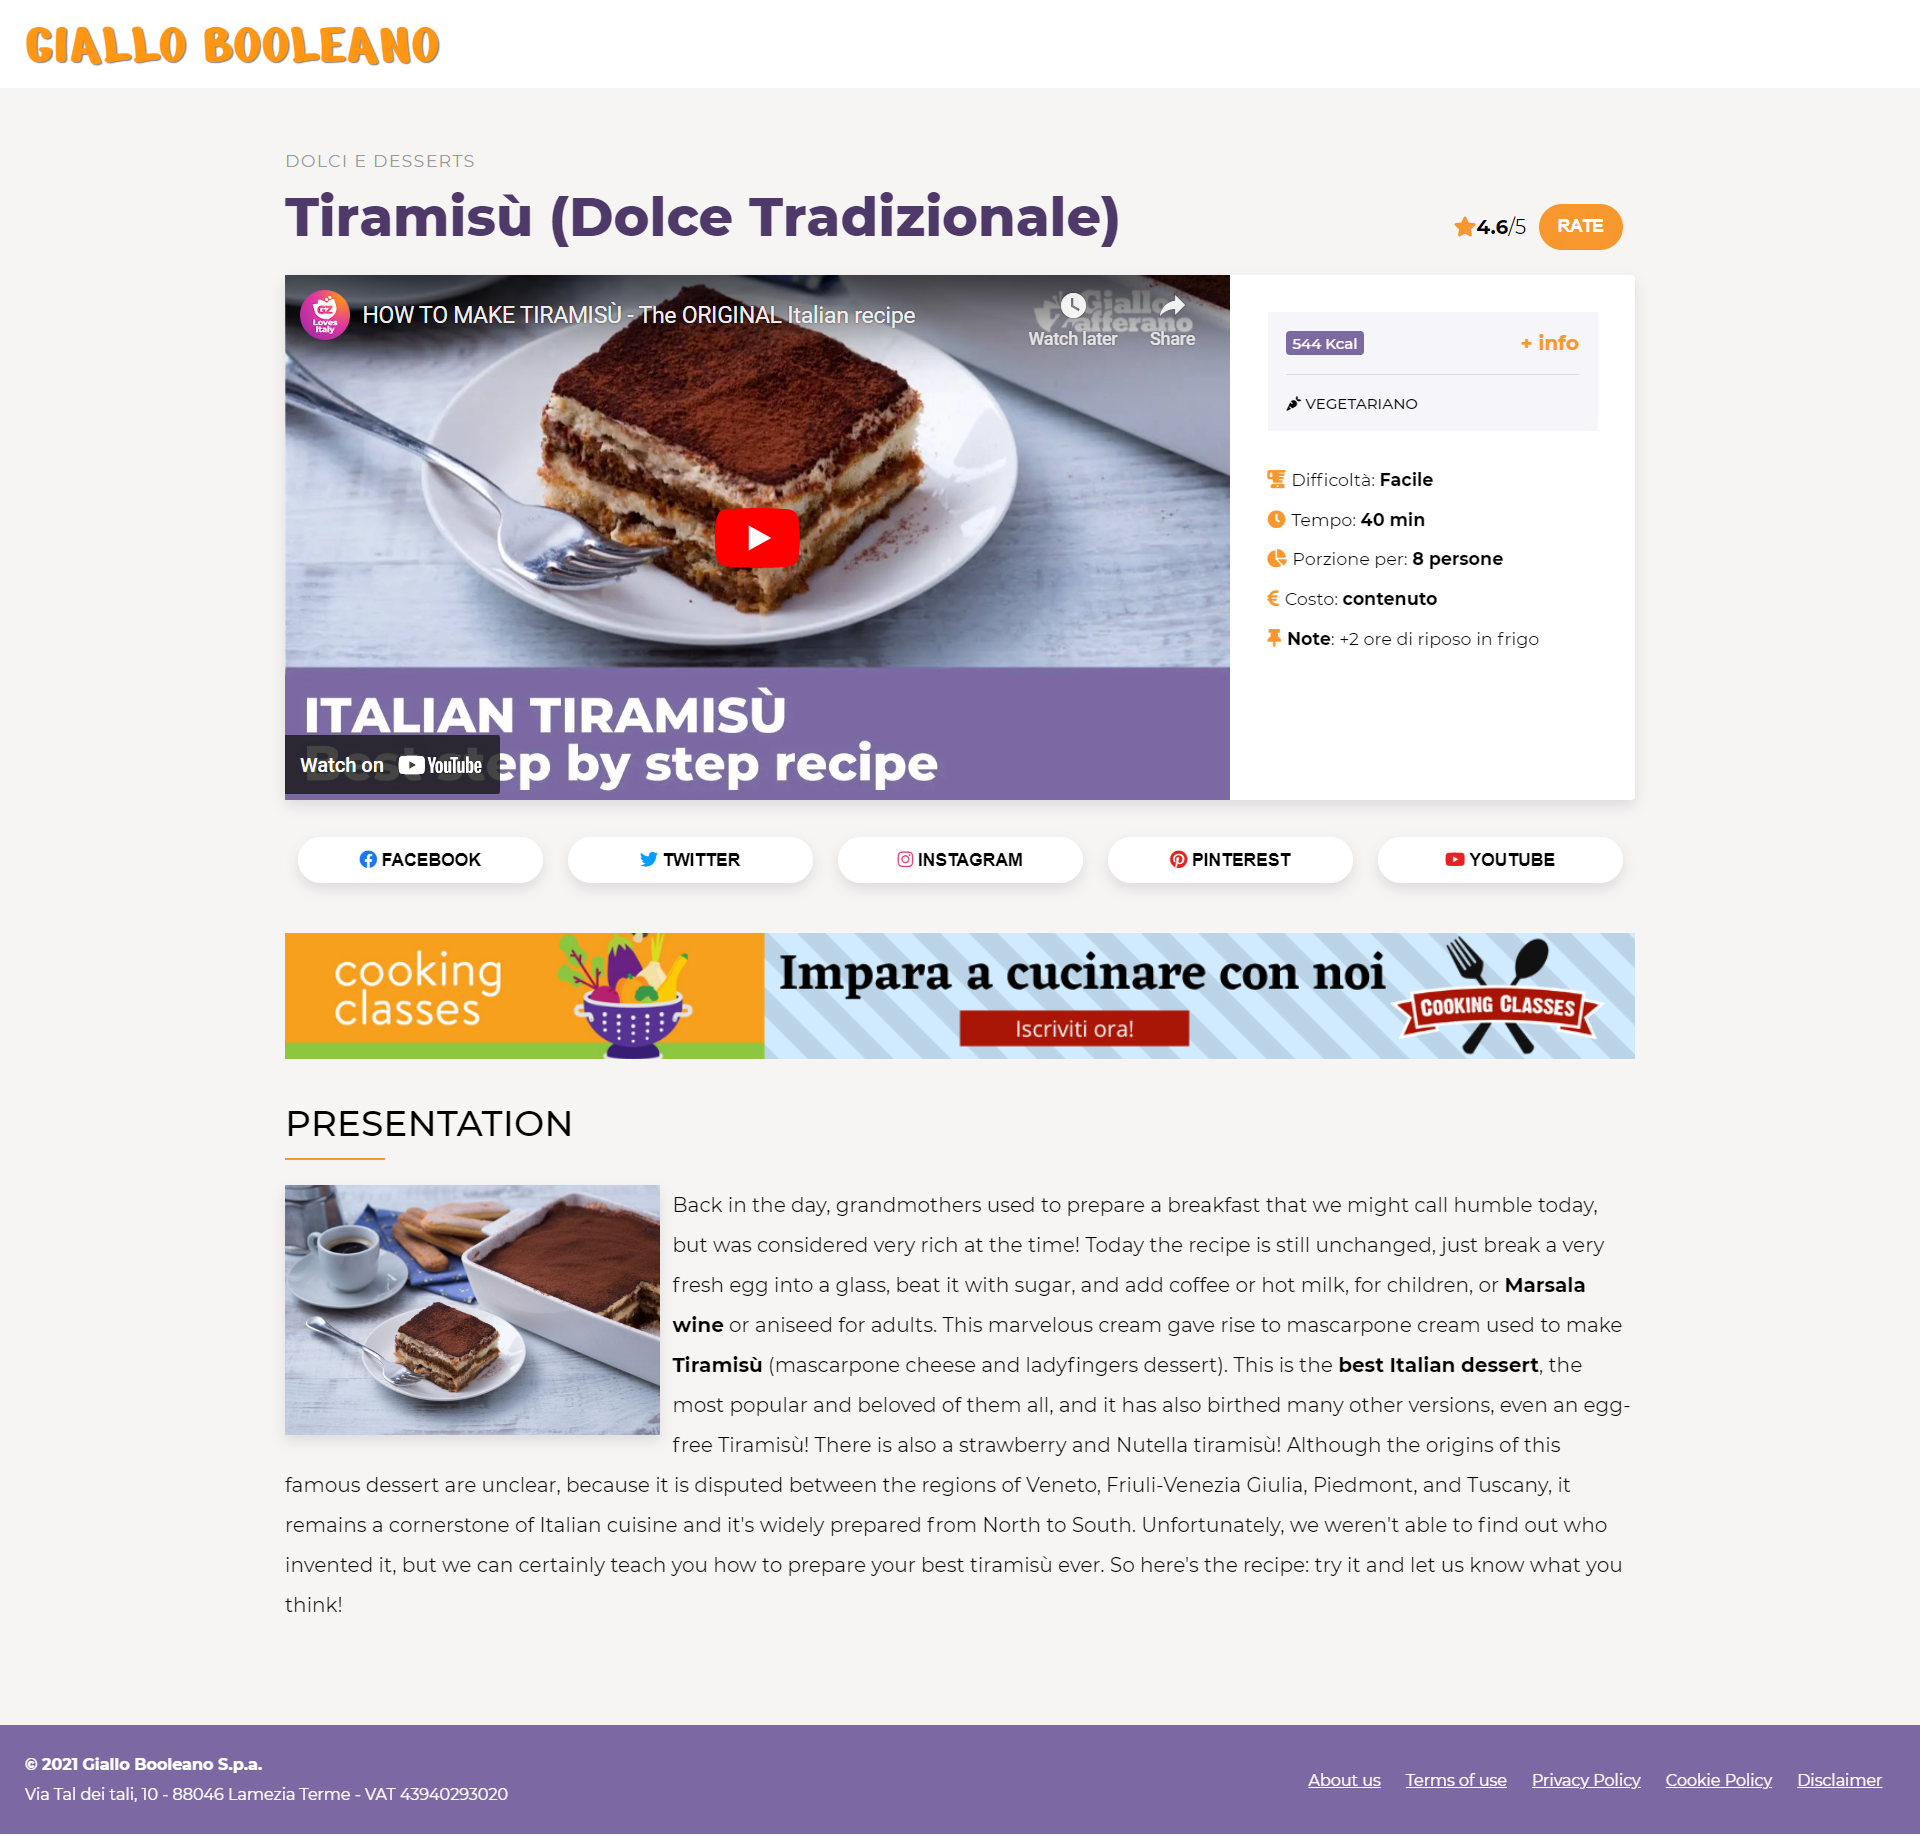 GIALLO BOOLEANO
DOLCI E DESSERTS
Tiramisù (Dolce Tradizionale)
4.6/5
RATE
GZ
Loves
Italy
HOW TO MAKE TIRAMISÙ - The ORIGINAL Italian recipe
Giallo
afferano
Watch later
Share
ITALIAN TIRAMISÙ
Best step by step recipe
Watch on YouTube
544 Kcal
+ info
VEGETARIANO
Difficoltà: Facile
Tempo: 40 min
Porzione per: 8 persone
Costo: contenuto
Note: +2 ore di riposo in frigo
FACEBOOK
TWITTER
INSTAGRAM
PINTEREST
YOUTUBE
cooking
classes
Impara a cucinare con noi
Iscriviti ora!
COOKING CLASSES
PRESENTATION
Back in the day, grandmothers used to prepare a breakfast that we might call humble today,
but was considered very rich at the time! Today the recipe is still unchanged, just break a very
fresh egg into a glass, beat it with sugar, and add coffee or hot milk, for children, or Marsala
wine or aniseed for adults. This marvelous cream gave rise to mascarpone cream used to make
Tiramisù (mascarpone cheese and ladyfingers dessert). This is the best Italian dessert, the
most popular and beloved of them all, and it has also birthed many other versions, even an egg-
free Tiramisù! There is also a strawberry and Nutella tiramisù! Although the origins of this
famous dessert are unclear, because it is disputed between the regions of Veneto, Friuli-Venezia Giulia, Piedmont, and Tuscany, it
remains a cornerstone of Italian cuisine and it's widely prepared from North to South. Unfortunately, we weren't able to find out who
invented it, but we can certainly teach you how to prepare your best tiramisù ever. So here's the recipe: try it and let us know what you
think!
© 2021 Giallo Booleano S.p.a.
Via Tal dei tali, 10 - 88046 Lamezia Terme - VAT 43940293020
About us
Terms of use
Privacy Policy
Cookie Policy
Disclaimer